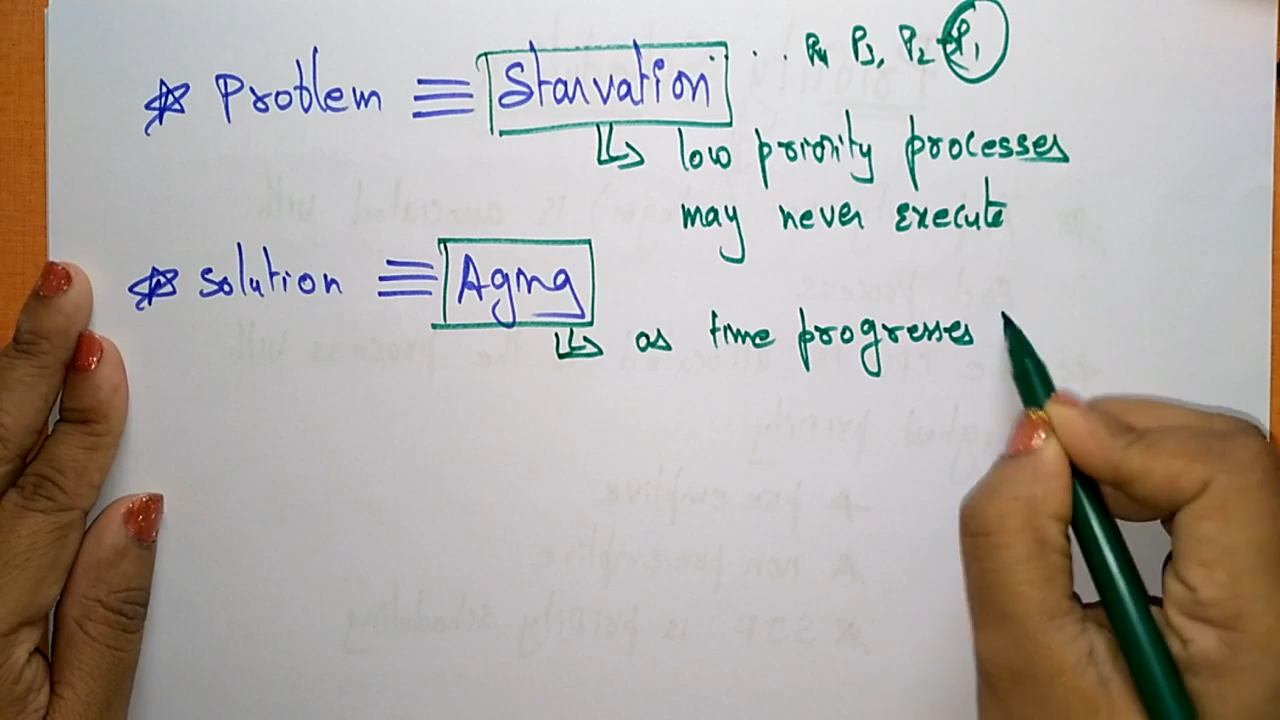 . . P4 P3, P2 P1
* Problem ≡ Starvation
↳ low priority processes
may never execute
* solution ≡ Aging
↳ as time progresses